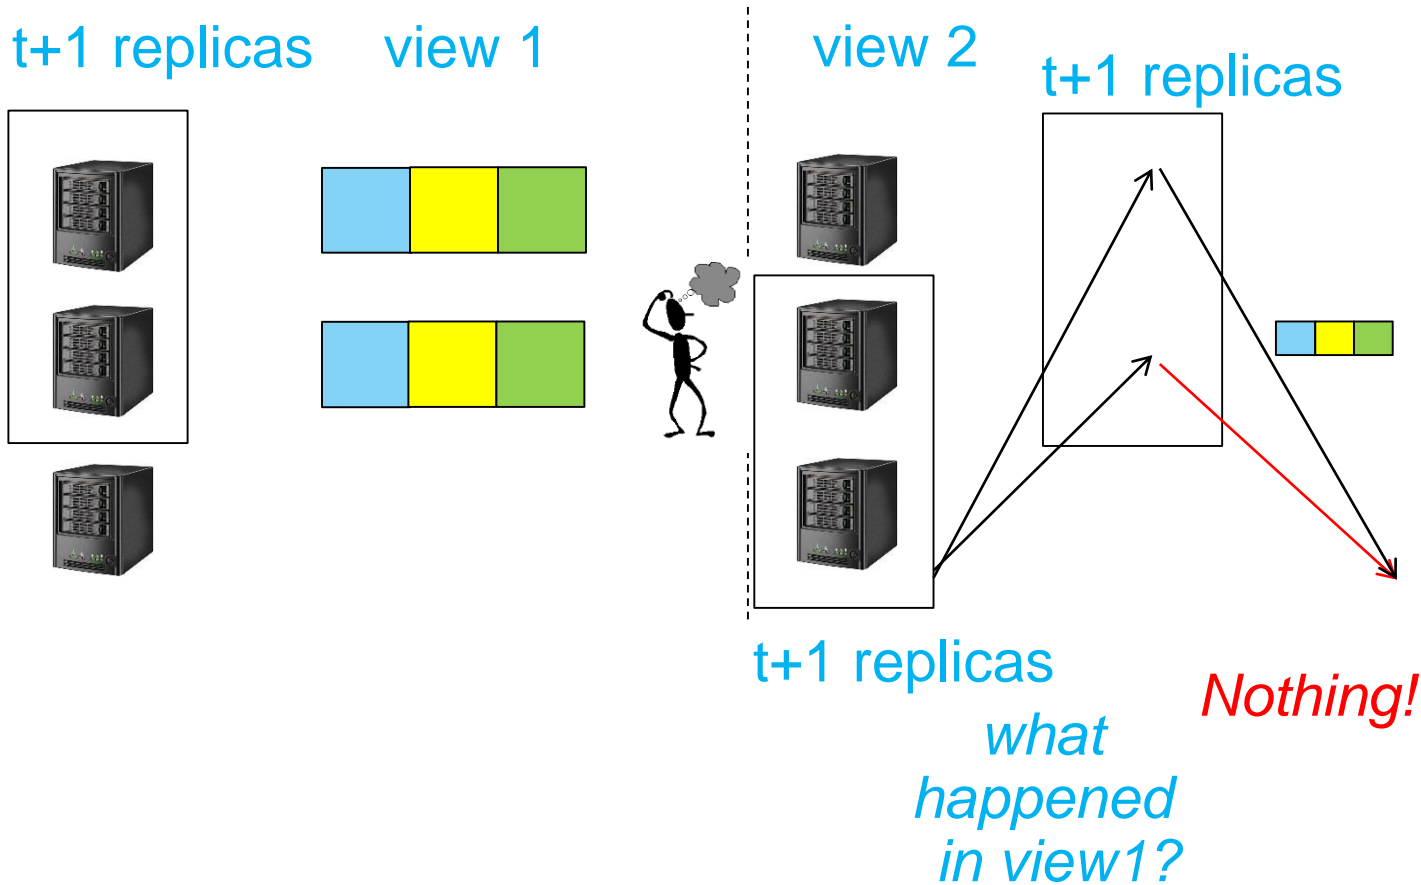 t+1 replicas
view 1
view 2
t+1 replicas
t+1 replicas
Nothing!
what
happened
in view1?